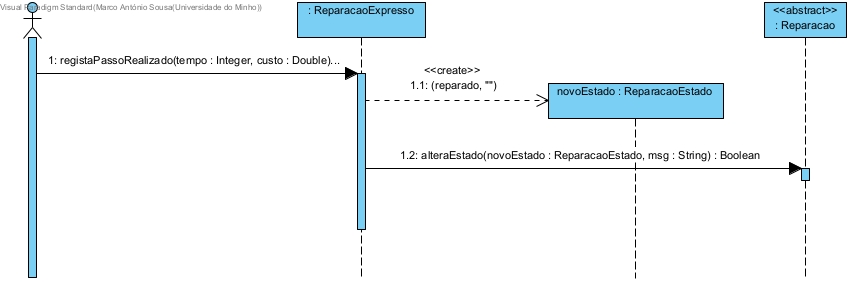 Visual Paradigm Standard(Marco António Sousa(Universidade do Minho))
: ReparacaoExpresso
<<abstract>>
: Reparacao
1: registaPassoRealizado(tempo : Integer, custo : Double)...
<<create>>
1.1: (reparado, "")
novoEstado : ReparacaoEstado
1.2: alteraEstado(novoEstado : ReparacaoEstado, msg : String) : Boolean